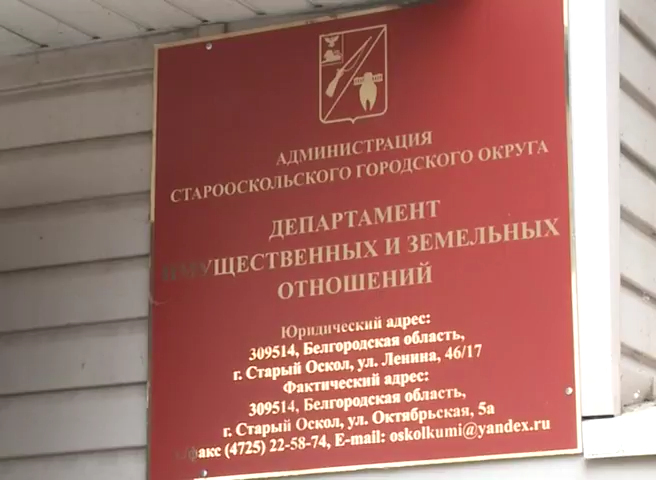 АДМИНИСТРАЦИЯ
СТАРООСКОЛЬСКОГО ГОРОДСКОГО ОКРУГА
ДЕПАРТАМЕНТ
ИМУЩЕСТВЕННЫХ И ЗЕМЕЛЬНЫХ
ОТНОШЕНИЙ
Юридический адрес:
309514, Белгородская область,
г. Старый Оскол, ул. Ленина, 46/17
Фактический адрес:
309514, Белгородская область,
г. Старый Оскол, ул. Октябрьская, 5а
т/факс (4725) 22-58-74, E-mail: oskolkumi@yandex.ru